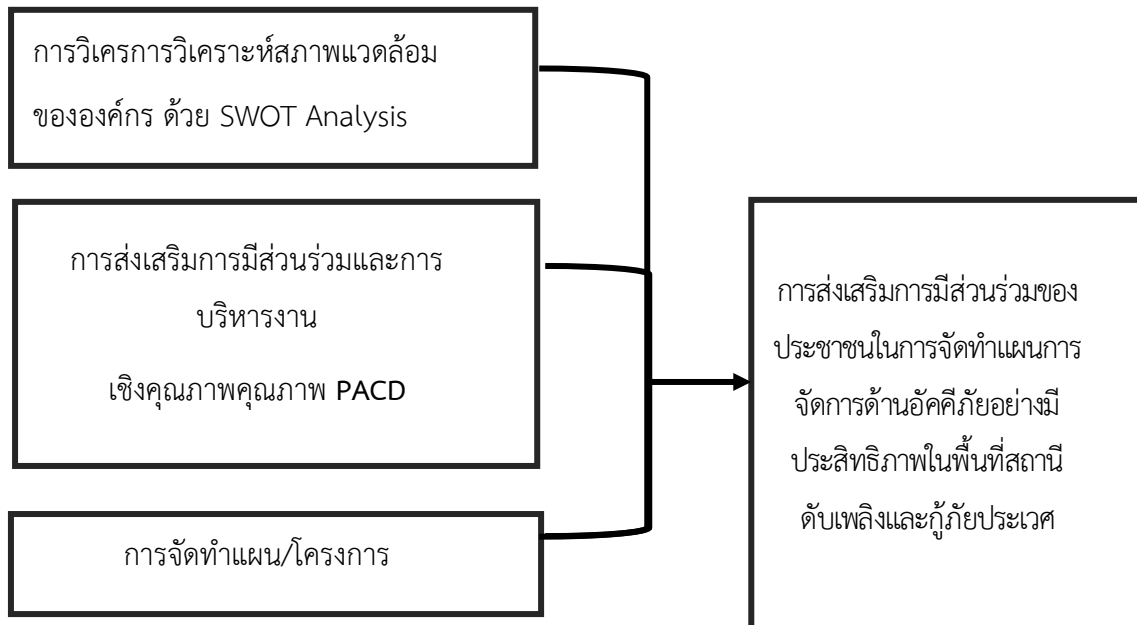 การวิเครการวิเคราะห์สภาพแวดล้อม
ขององค์กร ด้วย SWOT Analysis
การส่งเสริมการมีส่วนร่วมและการ
บริหารงาน
เชิงคุณภาพคุณภาพ PACD
การจัดทำแผน/โครงการ
การส่งเสริมการมีส่วนร่วมของ
ประชาชนในการจัดทำแผนการ
จัดการด้านอัคคีภัยอย่างมี
ประสิทธิภาพในพื้นที่สถานี
ดับเพลิงและกู้ภัยประเวศ